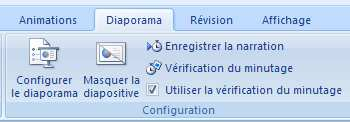 Animations Diaporama Révision Affichage
Enregistrer la narration
Vérification du minutage
Utiliser la vérification du minutage
Configurer
le diaporama
Masquer la
diapositive
Configuration